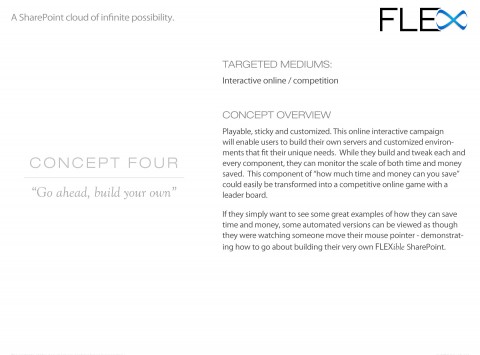 A SharePoint cloud of infinite possibility.
FLEX
TARGETED MEDIUMS:
Interactive online / competition
CONCEPT OVERVIEW
Playable, sticky and customized. This online interactive campaign
will enable users to build their own servers and customized environ-
ments that fit their unique needs. While they build and tweak each and
every component, they can monitor the scale of both time and money
saved. This component of "how much time and money can you save"
could easily be transformed into a competitive online game with a
leader board.
If they simply want to see some great examples of how they can save
time and money, some automated versions can be viewed as though
they were watching someone move their mouse pointer - demonstrat-
ing how to go about building their very own FLEXible SharePoint.
CONCEPT FOUR
"Go ahead, build your own"